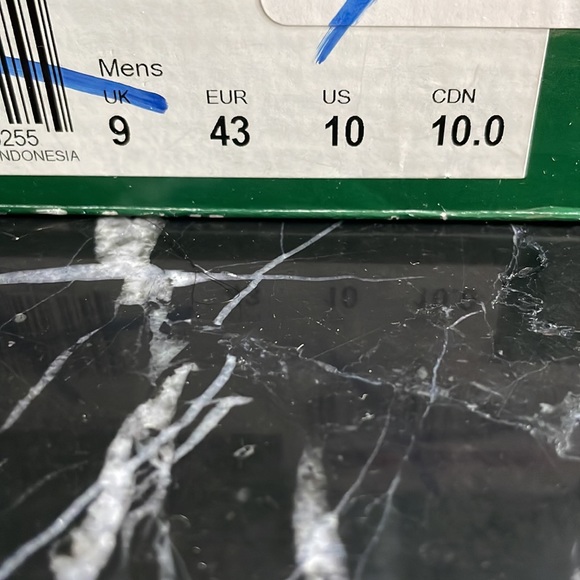 Mens
UK EUR US CDN
9 43 10 10.0
255
INDONESIA